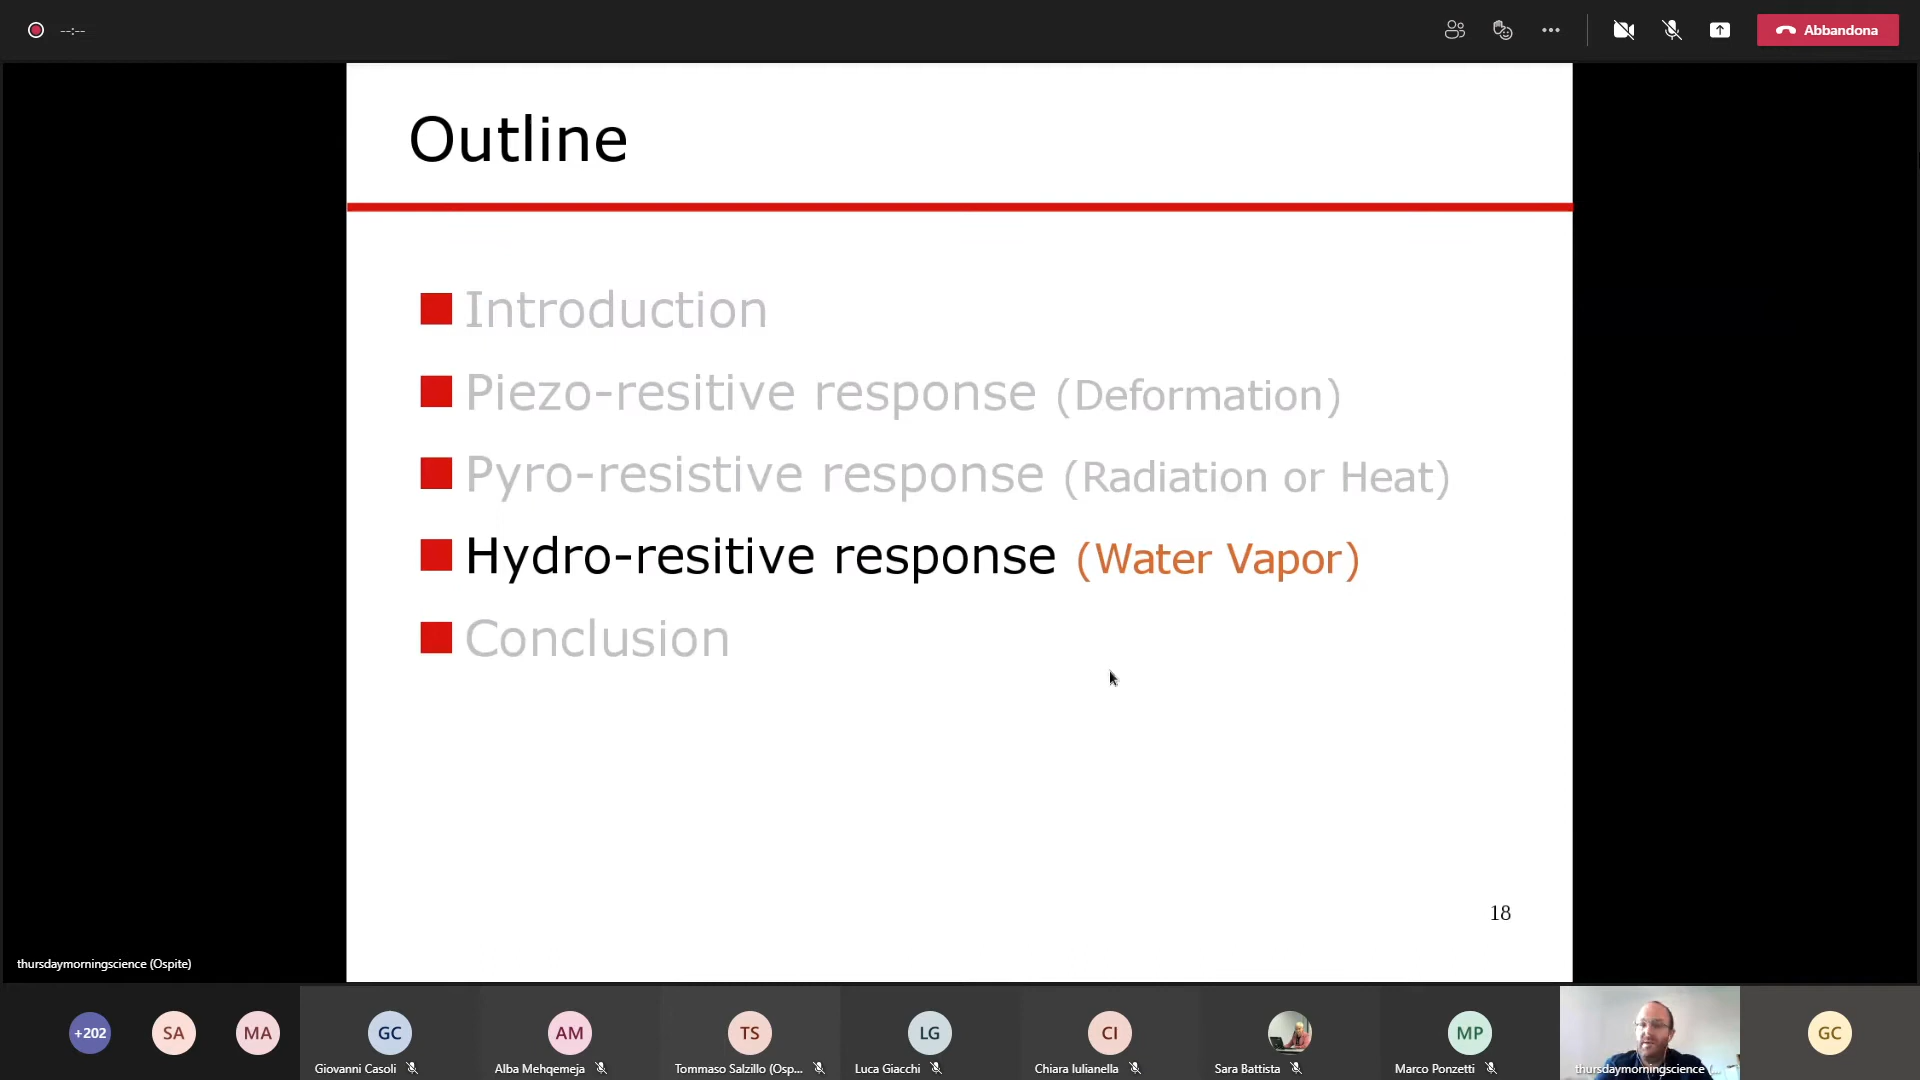 --:--
Abbandona
Outline
Introduction
Piezo-resitive response (Deformation)
Pyro-resistive response (Radiation or Heat)
Hydro-resitive response (Water Vapor)
Conclusion
18
thursdaymorningscience (Ospite)
+202
SA
MA
GC
AM
TS
LG
CI
MP
GC
Giovanni Casoli
Alba Mehqemeja
Tommaso Salzillo (Osp...
Luca Giacchi
Chiara Iulianella
Sara Battista
Marco Ponzetti
thursdaymorningscience (...